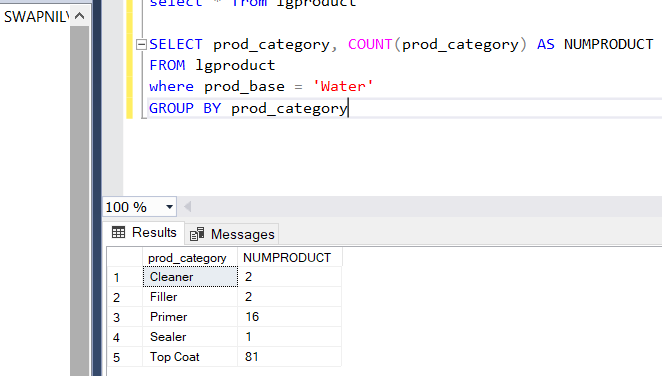 select * from lgproduct
SWAPNIL
SELECT prod_category, COUNT(prod_category) AS NUMPRODUCT
FROM lgproduct
where prod_base = 'Water'
GROUP BY prod_category
100 %
Results Messages
prod_category NUMPRODUCT
1 Cleaner 2
2 Filler 2
3 Primer 16
4 Sealer 1
5 Top Coat 81